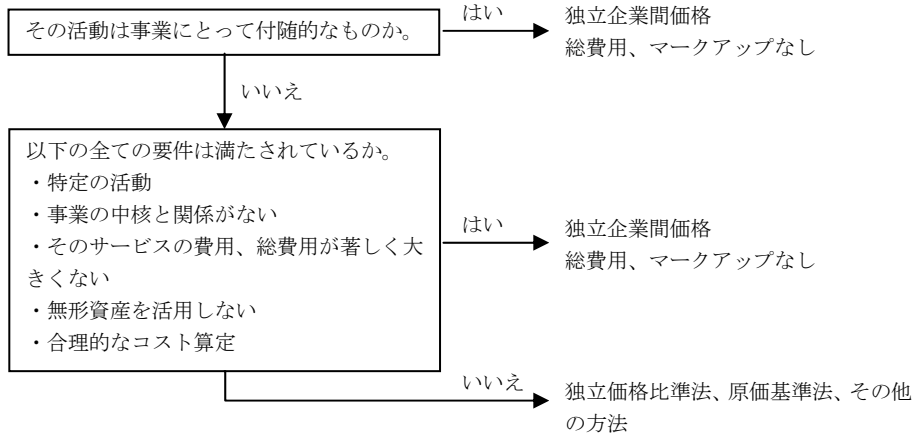 その活動は事業にとって付随的なものか。
はい
独立企業間価格
総費用、マークアップなし
いいえ
以下の全ての要件は満たされているか。
・特定の活動
・事業の中核と関係がない
・そのサービスの費用、総費用が著しく大
きくない
・無形資産を活用しない
・合理的なコスト算定
はい
独立企業間価格
総費用、マークアップなし
いいえ
独立価格比準法、原価基準法、その他
の方法